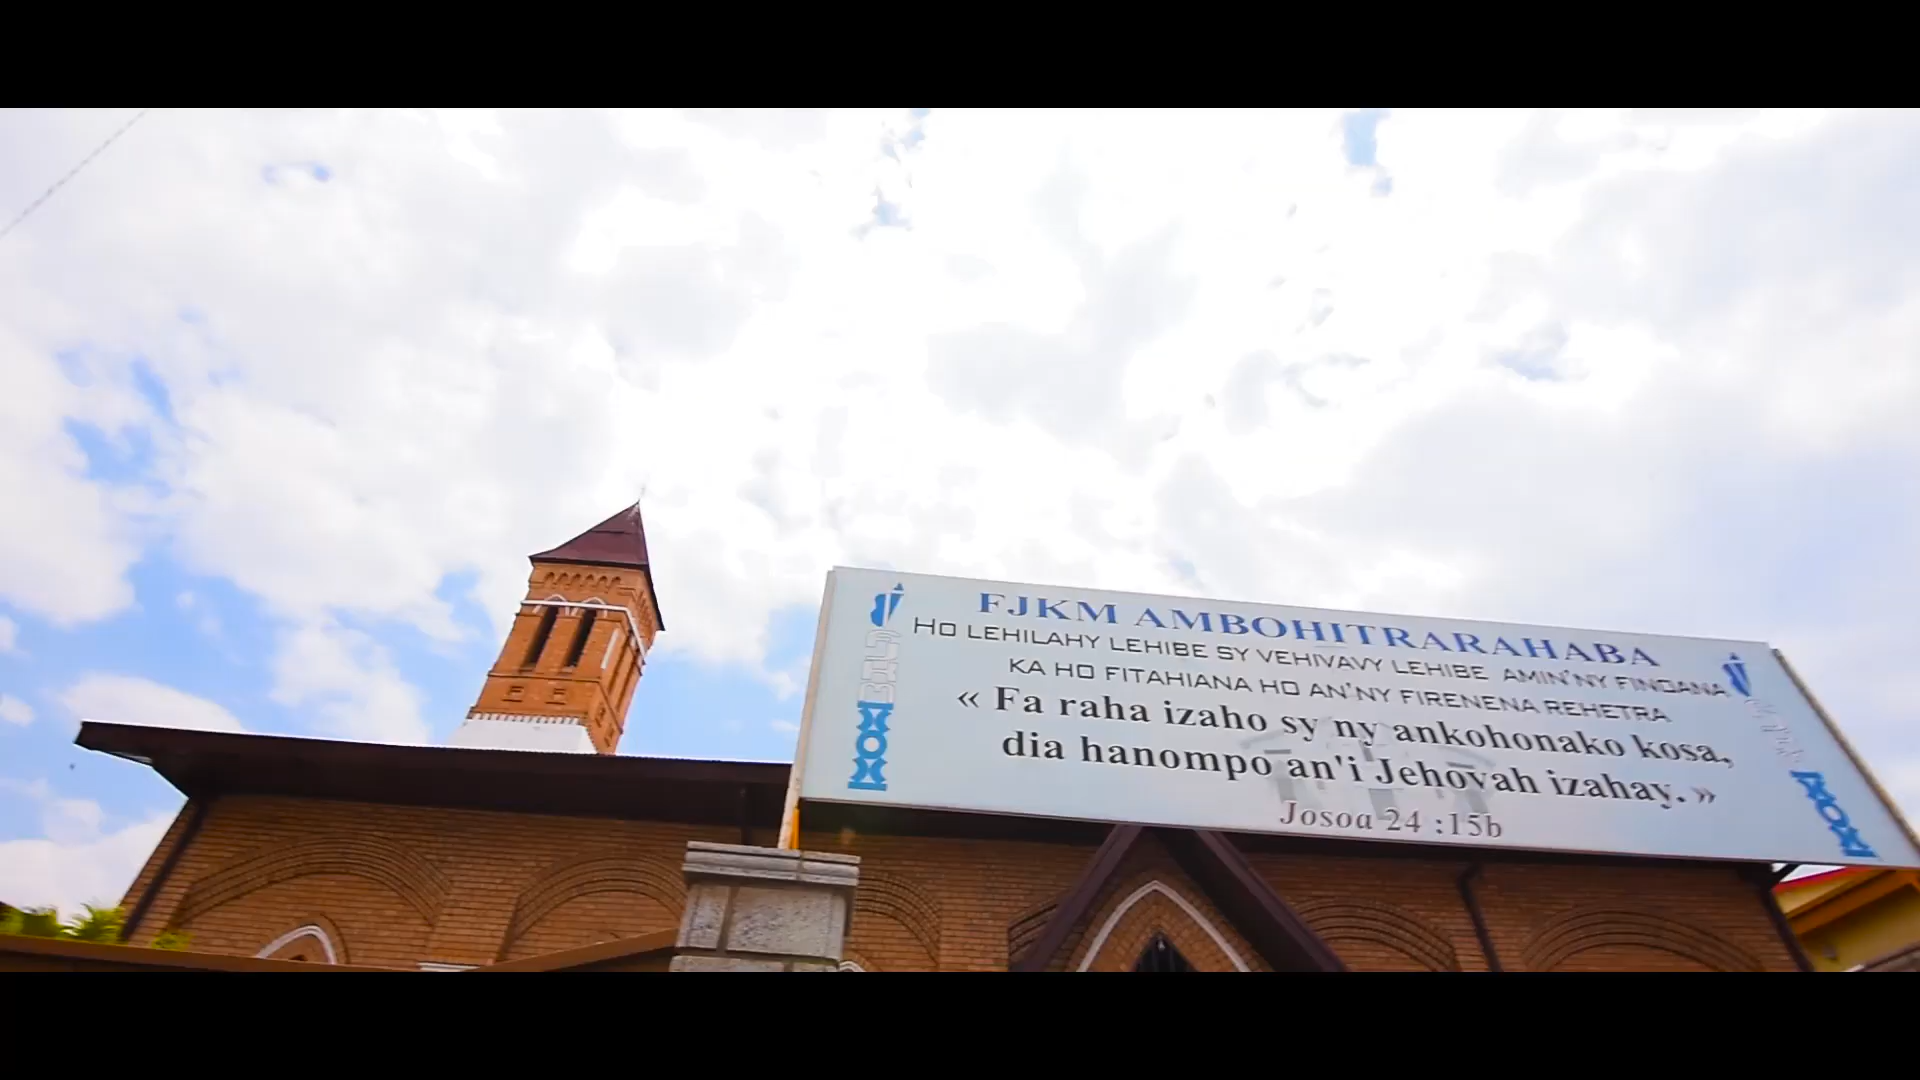 FJKM AMBOHITRARAHABA
HO LEHILAHY LEHIBE SY VEHIVAVY LEHIBE AMIN'NY FINOANA
KA HO FITAHIANA HO AN'NY FIRENENA REHETRA
« Fa raha izaho sy ny ankohonako kosa,
dia hanompo an'i Jehovah izahay. »
Josoa 24 :15b